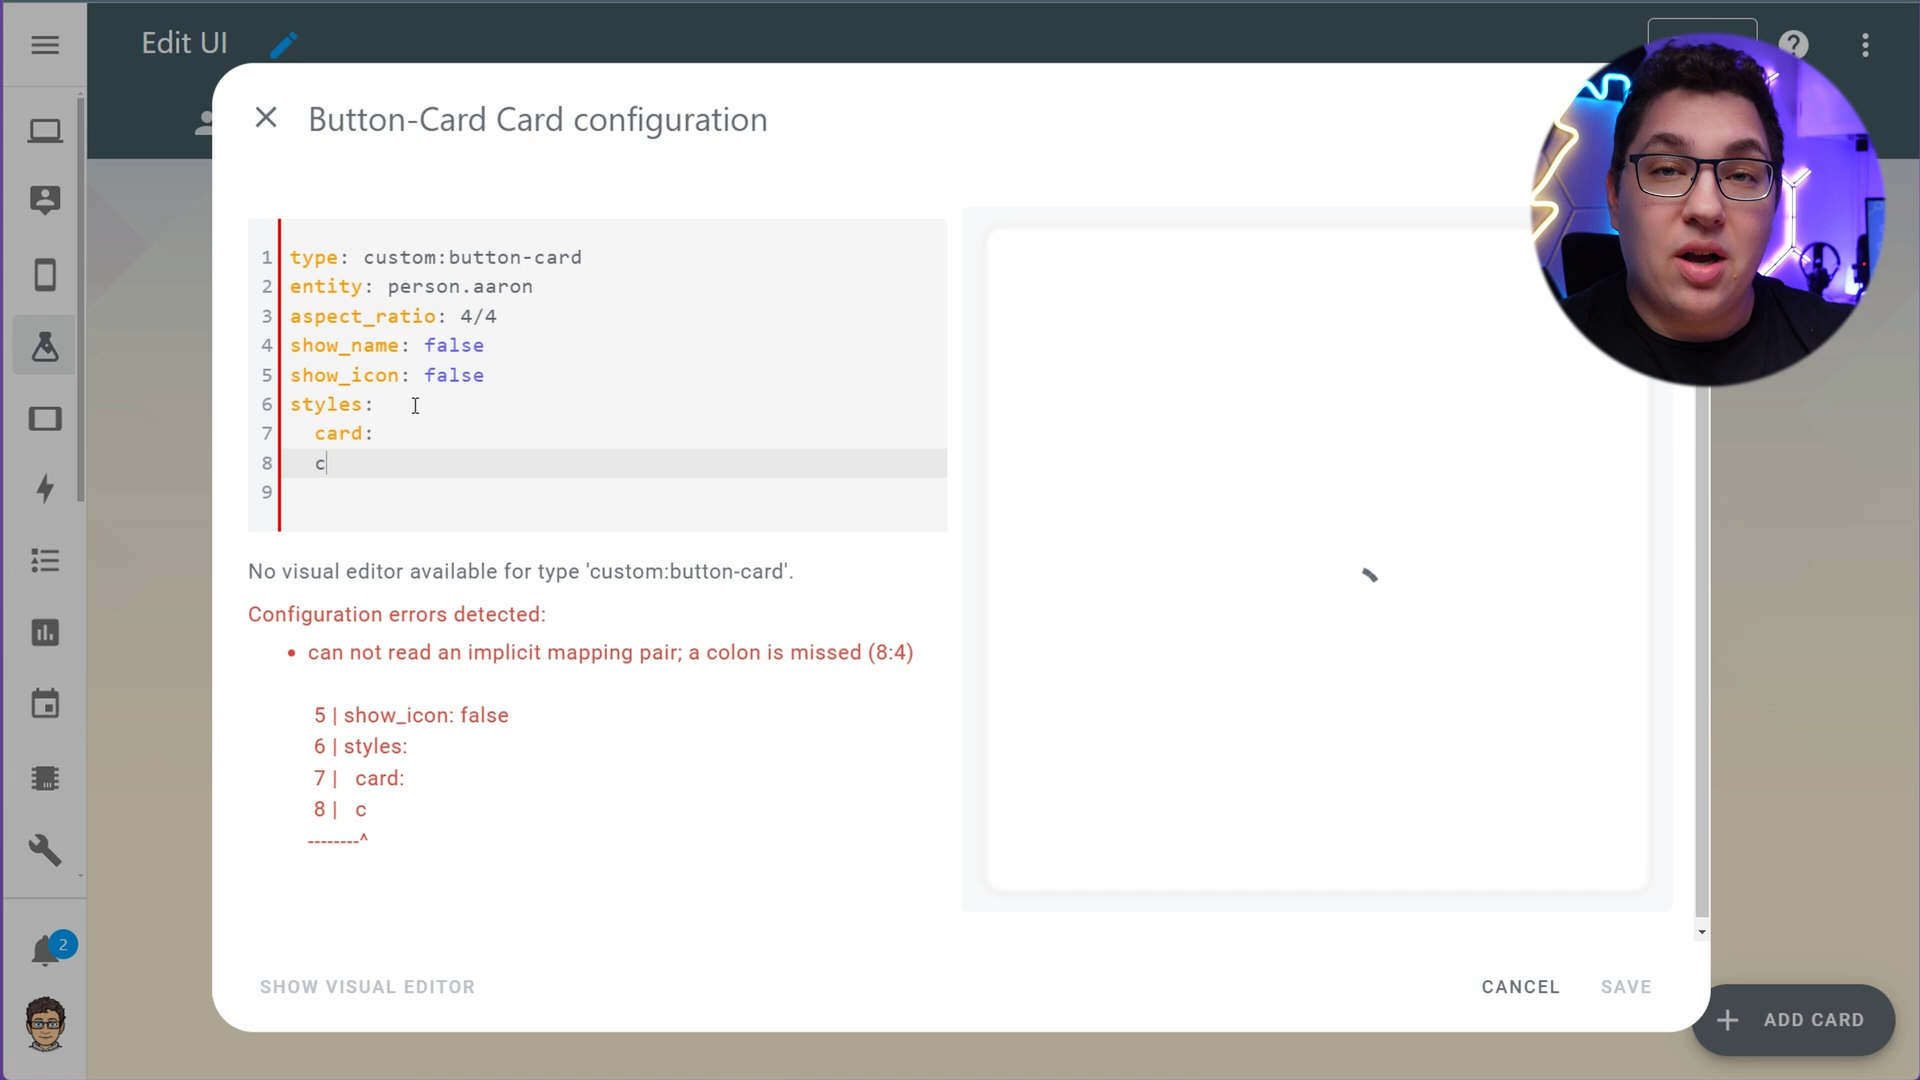 Edit UI
Button-Card Card configuration
1 type: custom:button-card
2 entity: person.aaron
3 aspect_ratio: 4/4
4 show_name: false
5 show_icon: false
6 styles:
7   card:
8   c
9
No visual editor available for type 'custom:button-card'.
Configuration errors detected:
• can not read an implicit mapping pair; a colon is missed (8:4)
5 | show_icon: false
6 | styles:
7 |   card:
8 |   c
--------^
SHOW VISUAL EDITOR
CANCEL
SAVE
+ ADD CARD
2